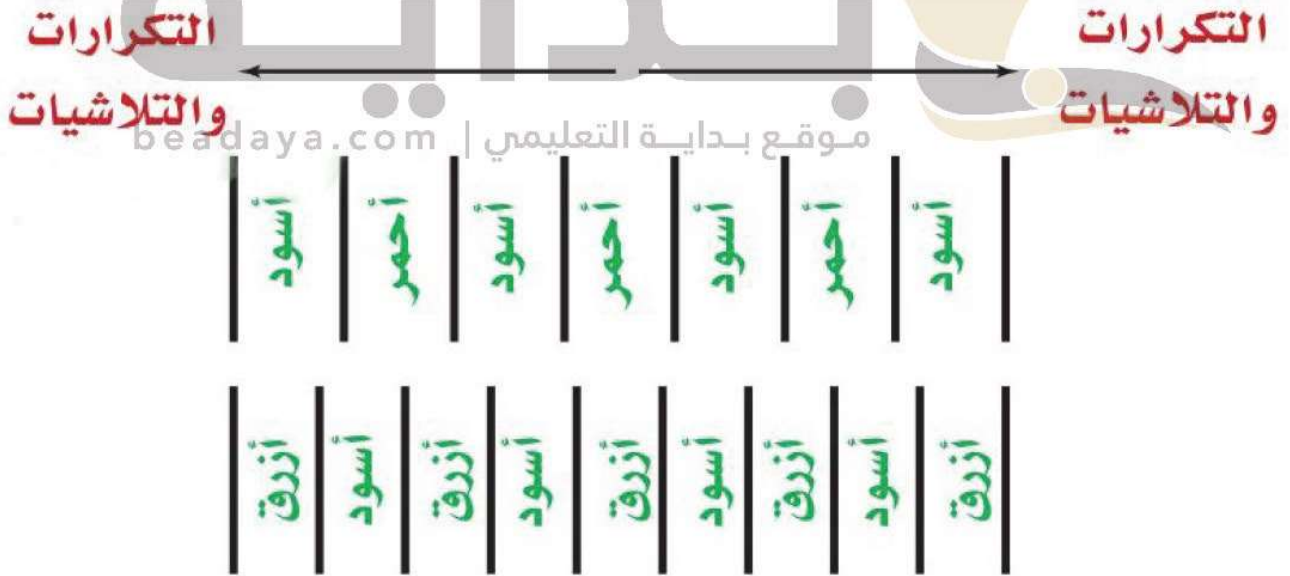 التكرارات
والتلاشيات
التكرارات
والتلاشيات
بداية
موقع بداية التعليمي | beadaya.com
أسود أحمر أسود أحمر أسود أحمر أسود
أزرق أسود أزرق أسود أزرق أسود أزرق أسود أزرق